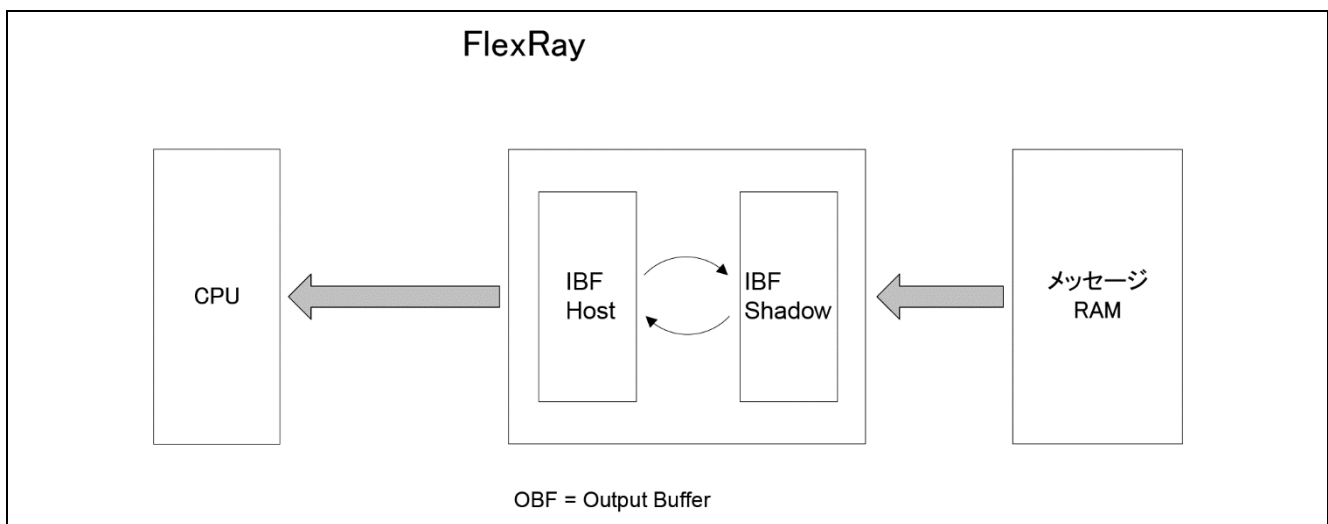 FlexRay
CPU
IBF
Host
IBF
Shadow
メッセージ
RAM
OBF = Output Buffer